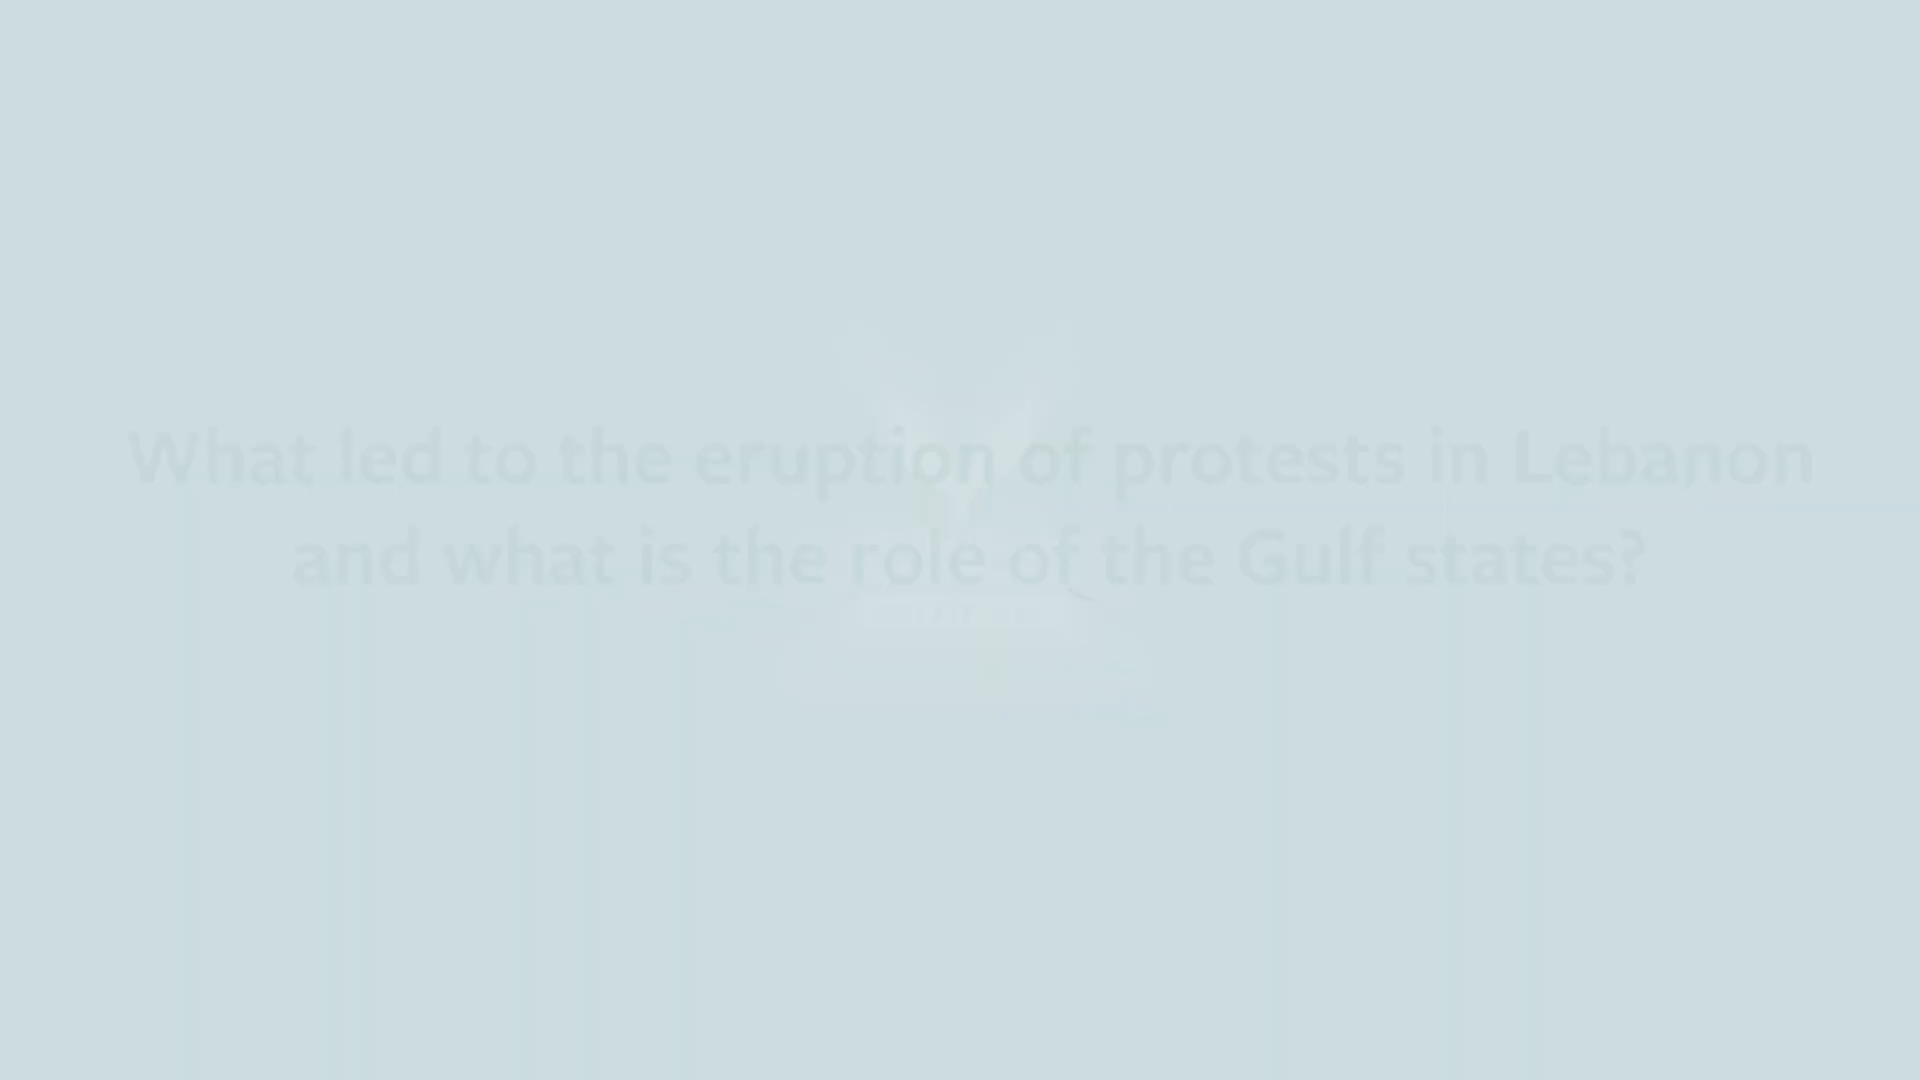 What led to the eruption of protests in Lebanon
and what is the role of the Gulf states?